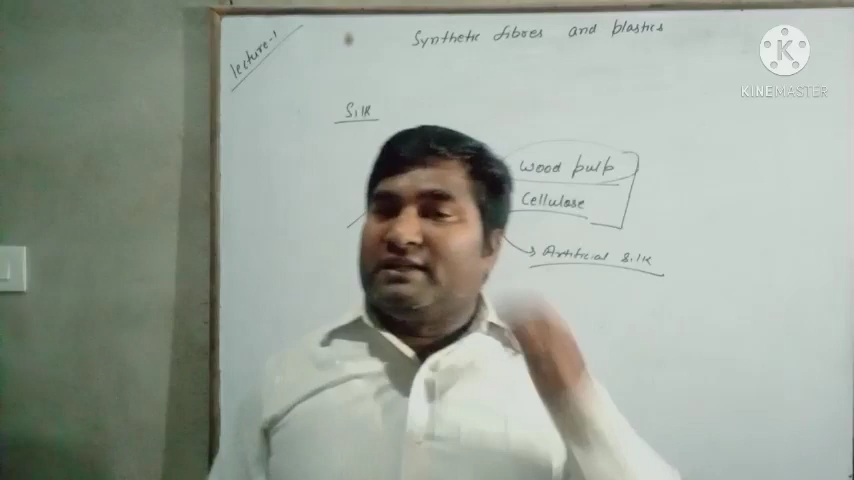 Lecture-1
Synthetic fibres and plastics
KINEMASTER
Silk
Wood pulp
Cellulose
Artificial silk